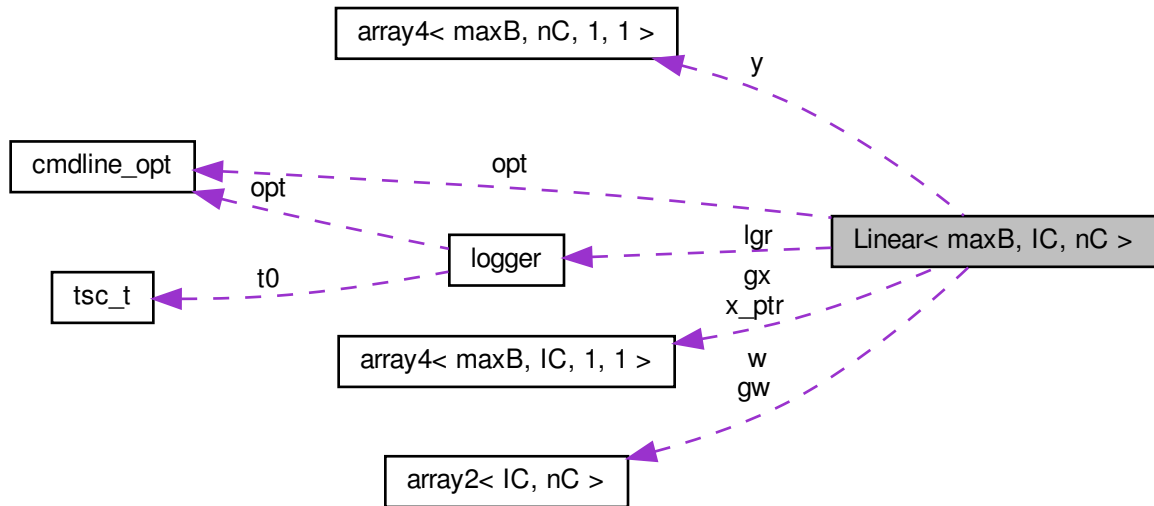 array4< maxB, nC, 1, 1 >
y
cmdline_opt
opt
opt
Linear< maxB, IC, nC >
lgr
logger
tsc_t
t0
gx
x_ptr
array4< maxB, IC, 1, 1 >
w
gw
array2< IC, nC >